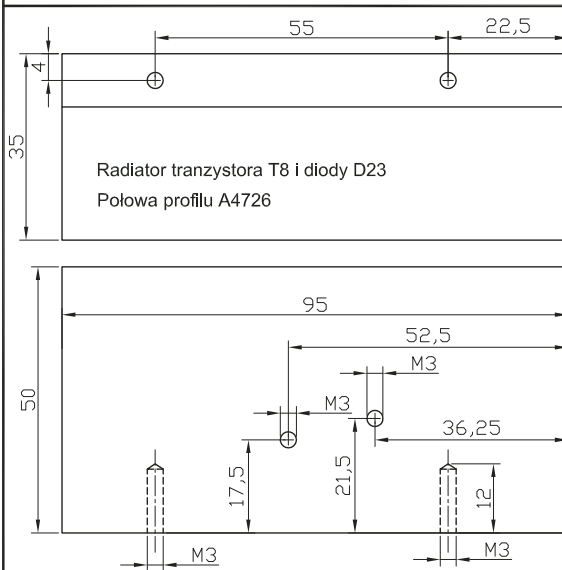 55
22,5
4
35
Radiator tranzystora T8 i diody D23
Połowa profilu A4726
95
52,5
M3
50
M3
36,25
17,5
21,5
12
M3
M3